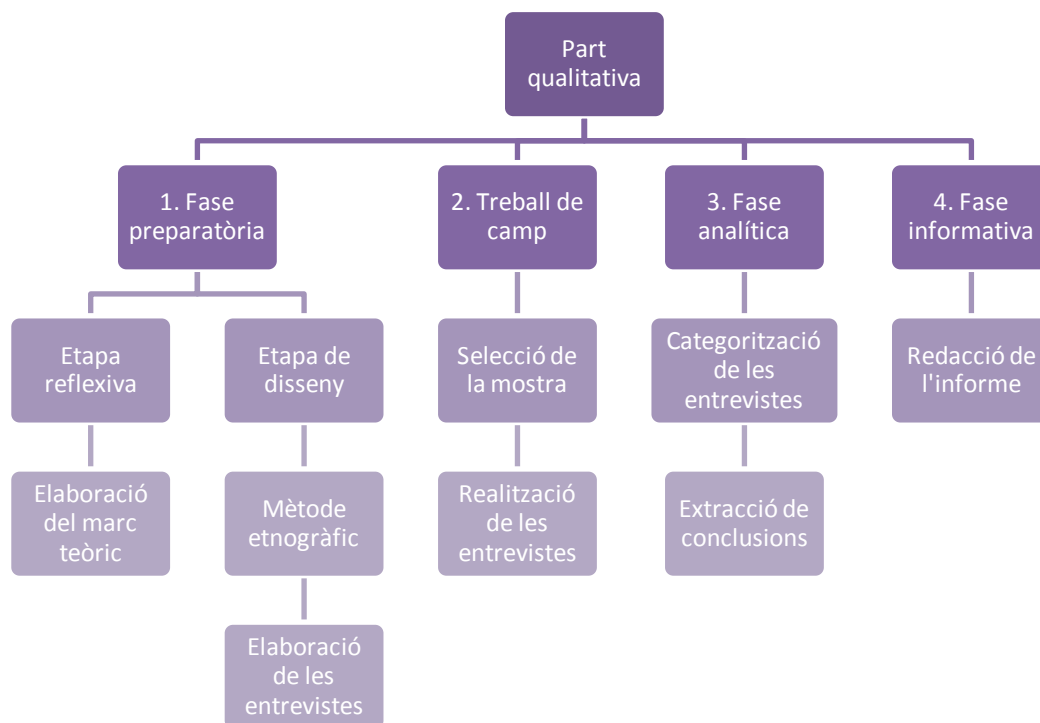 Part
qualitativa
1. Fase
preparatòria
2. Treball de
camp
3. Fase
analítica
4. Fase
informativa
Etapa
reflexiva
Etapa de
disseny
Selecció de
la mostra
Categorització
de les
entrevistes
Redacció de
l'informe
Elaboració
del marc
teòric
Mètode
etnogràfic
Realització
de les
entrevistes
Extracció de
conclusions
Elaboració
de les
entrevistes